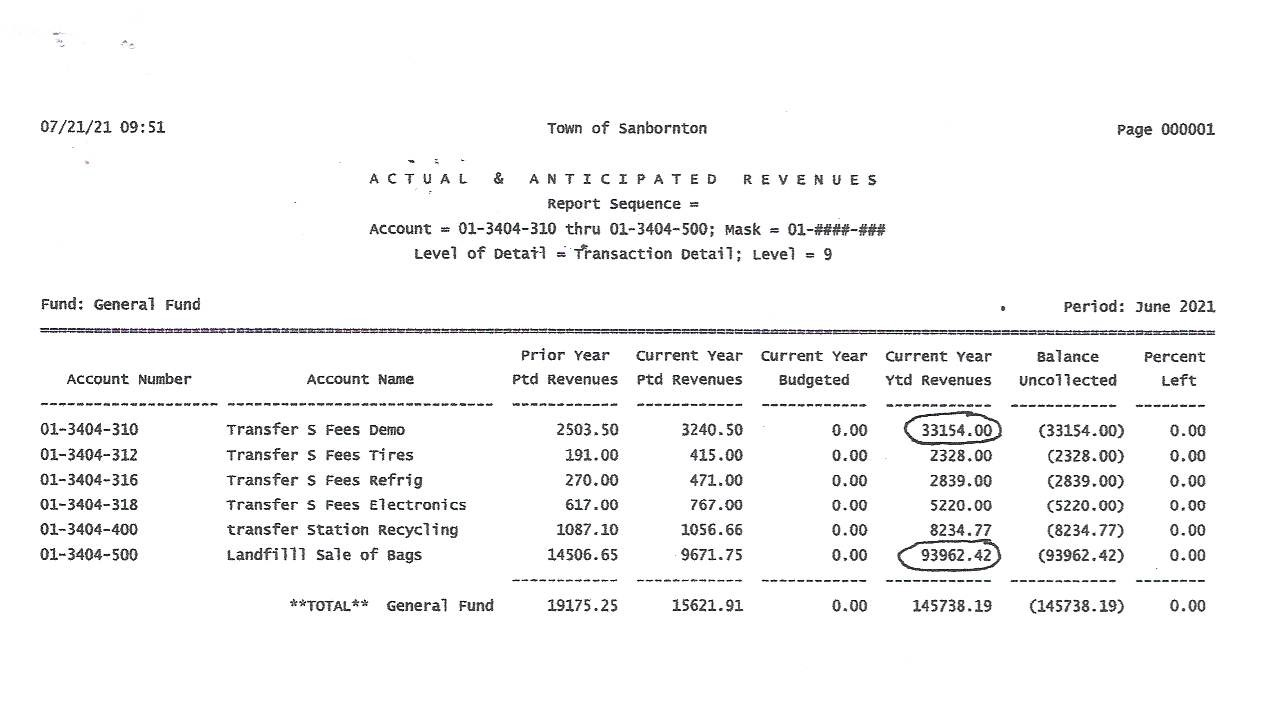 07/21/21 09:51 Town of Sanbornton Page 000001
A C T U A L & A N T I C I P A T E D R E V E N U E S
Report Sequence =
Account = 01-3404-310 thru 01-3404-500; Mask = 01-####-###
Level of Detail = Transaction Detail; Level = 9
Fund: General Fund Period: June 2021
Prior Year Current Year Current Year Current Year Balance Percent
Account Number Account Name Ptd Revenues Ptd Revenues Budgeted Ytd Revenues Uncollected Left
01-3404-310 Transfer S Fees Demo 2503.50 3240.50 0.00 33154.00 (33154.00) 0.00
01-3404-312 Transfer S Fees Tires 191.00 415.00 0.00 2328.00 (2328.00) 0.00
01-3404-316 Transfer S Fees Refrig 270.00 471.00 0.00 2839.00 (2839.00) 0.00
01-3404-318 Transfer S Fees Electronics 617.00 767.00 0.00 5220.00 (5220.00) 0.00
01-3404-400 transfer Station Recycling 1087.10 1056.66 0.00 8234.77 (8234.77) 0.00
01-3404-500 Landfilll Sale of Bags 14506.65 9671.75 0.00 93962.42 (93962.42) 0.00
**TOTAL** General Fund 19175.25 15621.91 0.00 145738.19 (145738.19) 0.00